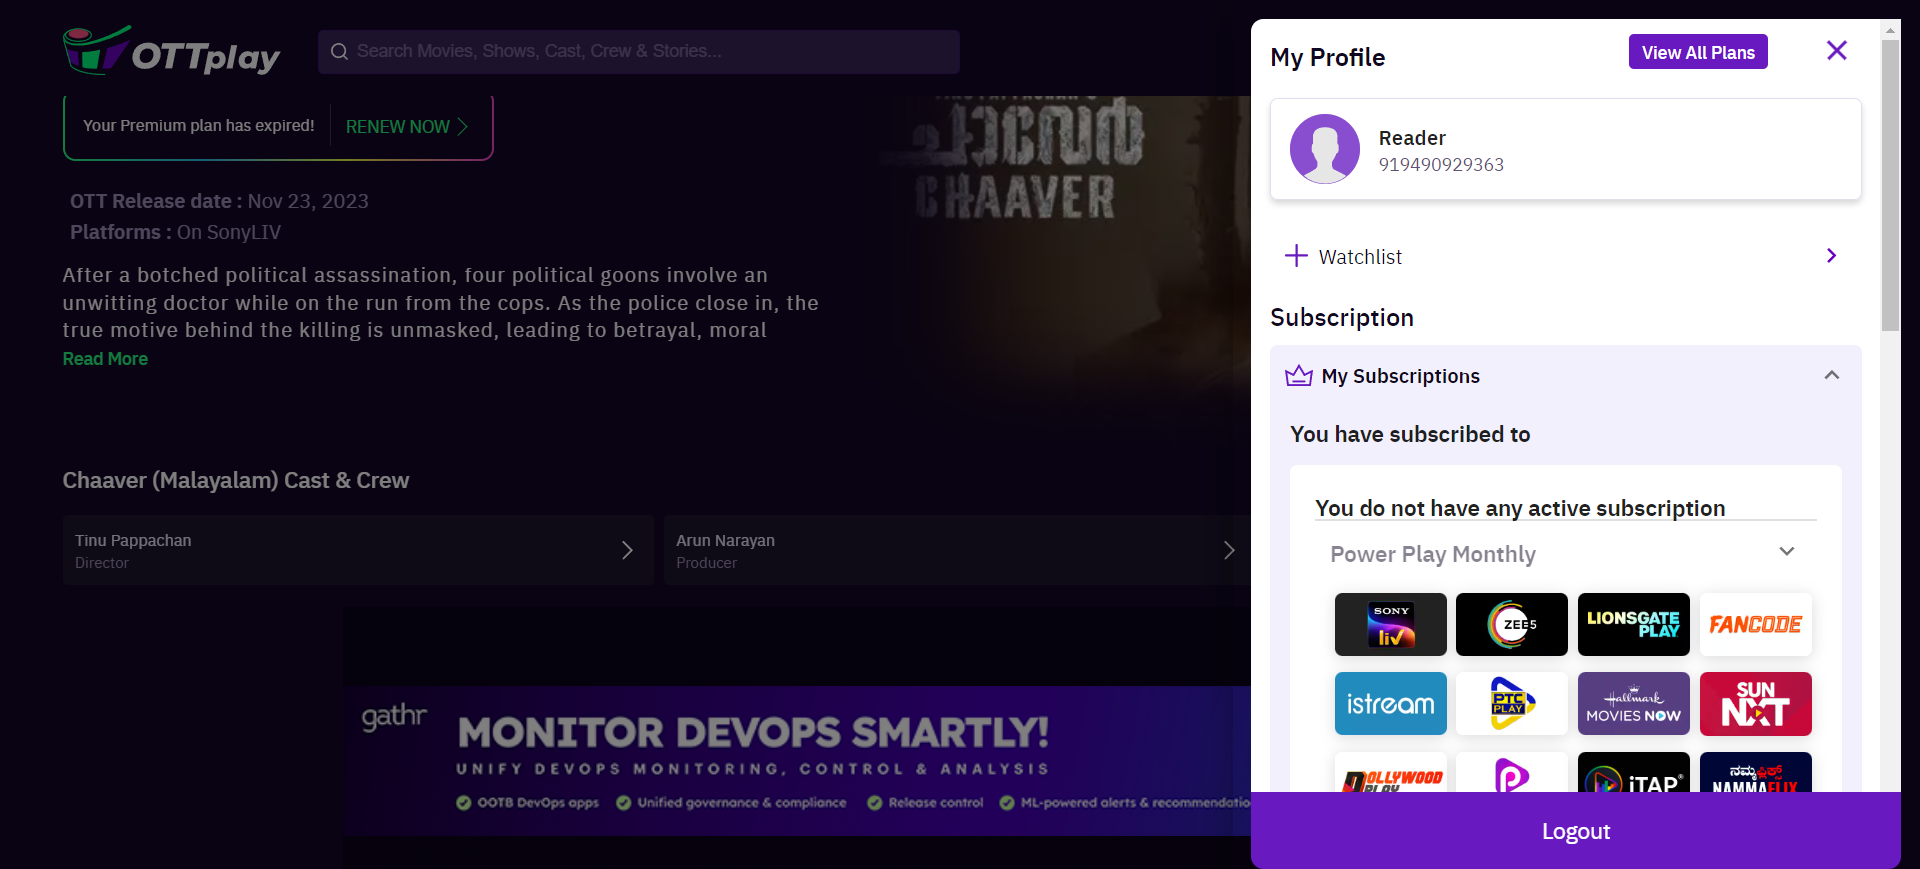 OTTplay
Search Movies, Shows, Cast, Crew & Stories...
Your Premium plan has expired!
RENEW NOW
OTT Release date : Nov 23, 2023
Platforms : On SonyLIV
After a botched political assassination, four political goons involve an
unwitting doctor while on the run from the cops. As the police close in, the
true motive behind the killing is unmasked, leading to betrayal, moral
Read More
ചാവേർ
CHAAVER
Chaaver (Malayalam) Cast & Crew
Tinu Pappachan
Director
Arun Narayan
Producer
gathr
MONITOR DEVOPS SMARTLY!
UNIFY DEVOPS MONITORING, CONTROL & ANALYSIS
OOTB DevOps apps
Unified governance & compliance
Release control
ML-powered alerts &
My Profile
View All Plans
Reader
919490929363
Watchlist
Subscription
My Subscriptions
You have subscribed to
You do not have any active subscription
Power Play Monthly
SONY
liv
ZEE5
LIONSGATE
PLAY
FANCODE
istream
PTC
PLAY
Hallmark
MOVIES NOW
SUN
NXT
DOLLYWOOD
PLAY
iTAP
ನಮ್ಮ ಫ್ಲಿಕ್ಸ್
NAMMAFLIX
Logout